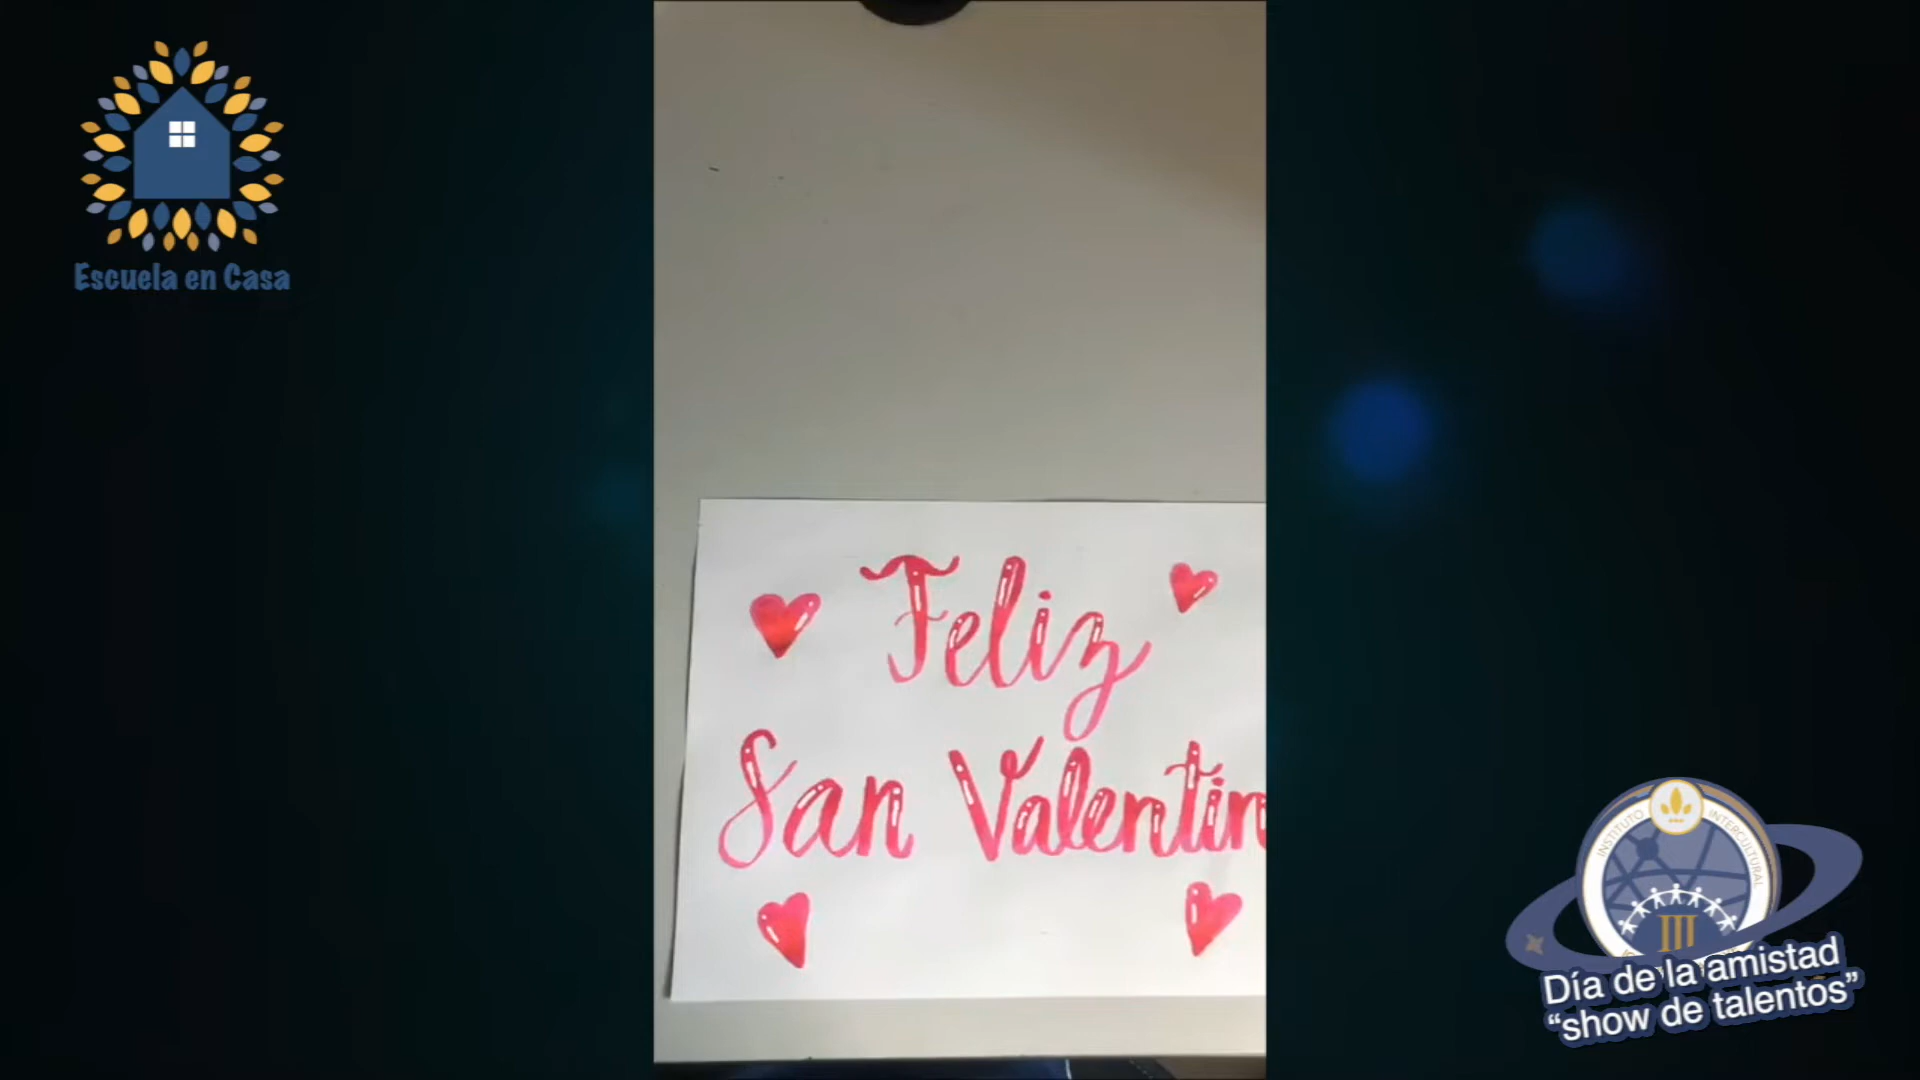 Escuela en Casa
Feliz
San Valentin
INSTITUTO INTERCULTURAL
III
Día de la amistad
“show de talentos”